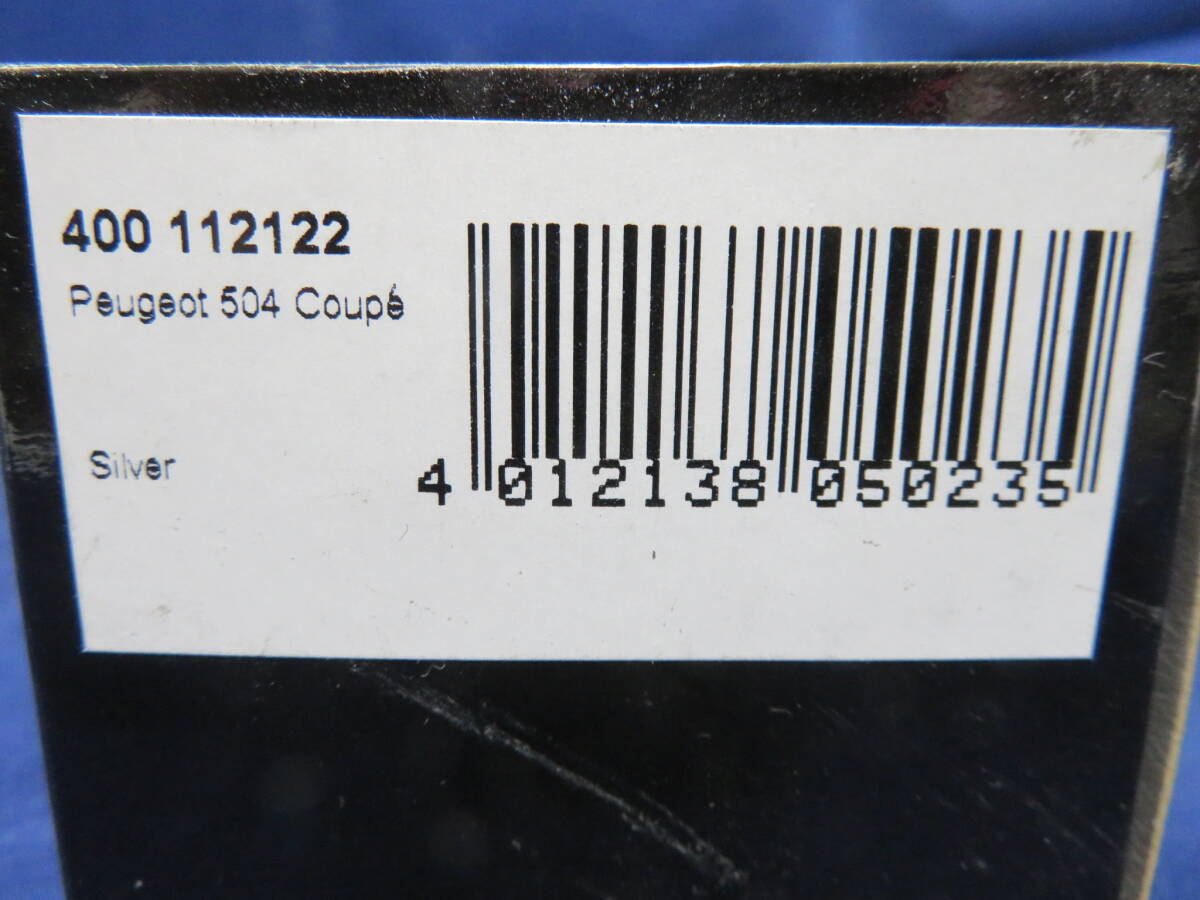 400 112122
Peugeot 504 Coupé
Silver
4 012138 050235